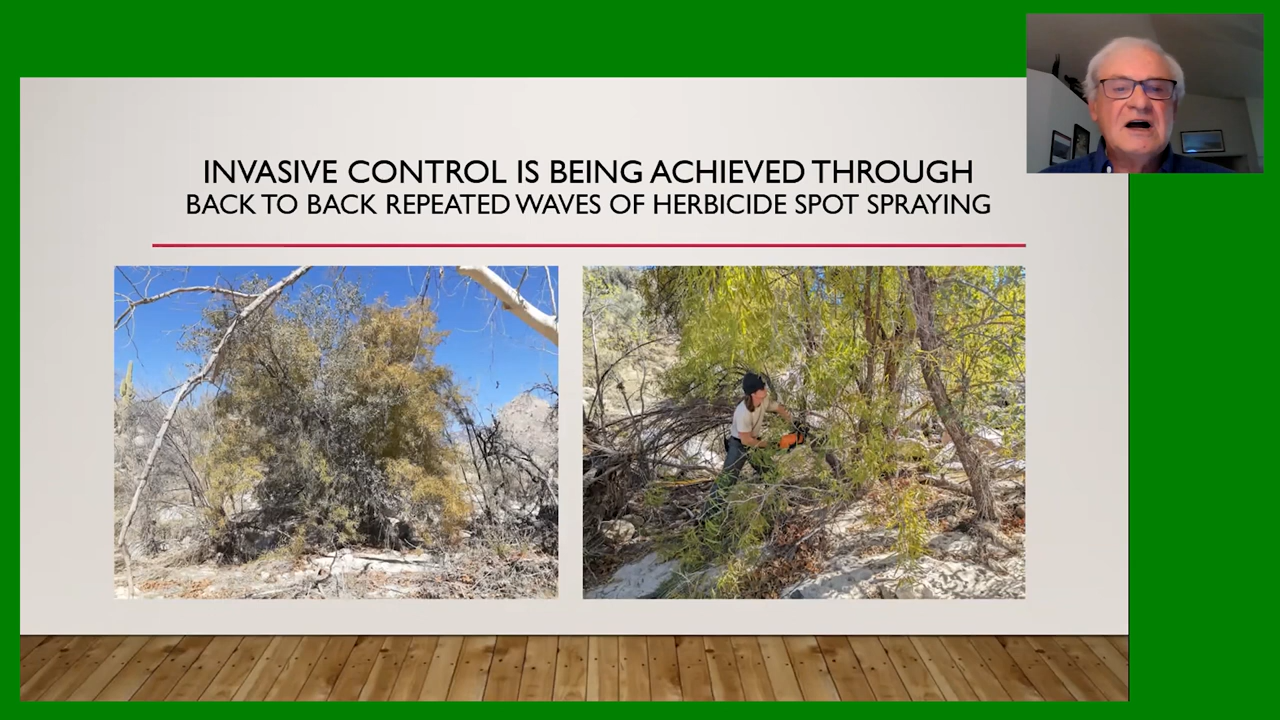 INVASIVE CONTROL IS BEING ACHIEVED THROUGH
BACK TO BACK REPEATED WAVES OF HERBICIDE SPOT SPRAYING